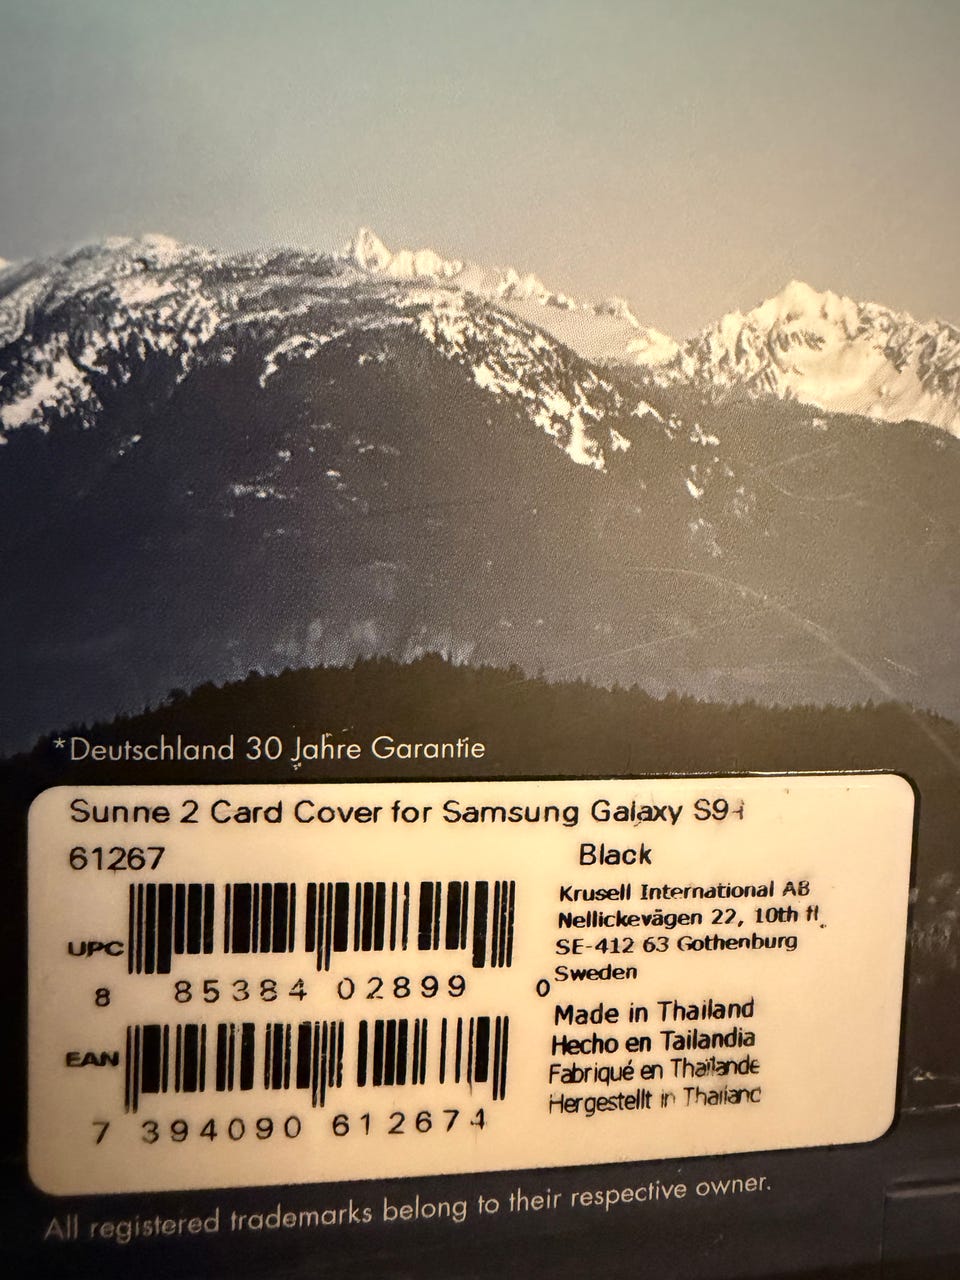 *Deutschland 30 Jahre Garantie
Sunne 2 Card Cover for Samsung Galaxy S9+
61267
Black
UPC
8 85384 02899 0
EAN
7 394090 612674
Krusell International AB
Nellickevägen 22, 10th fl.
SE-412 63 Gothenburg
Sweden
Made in Thailand
Hecho en Tailandia
Fabriqué en Thaïlande
Hergestellt in Thailand
All registered trademarks belong to their respective owner.